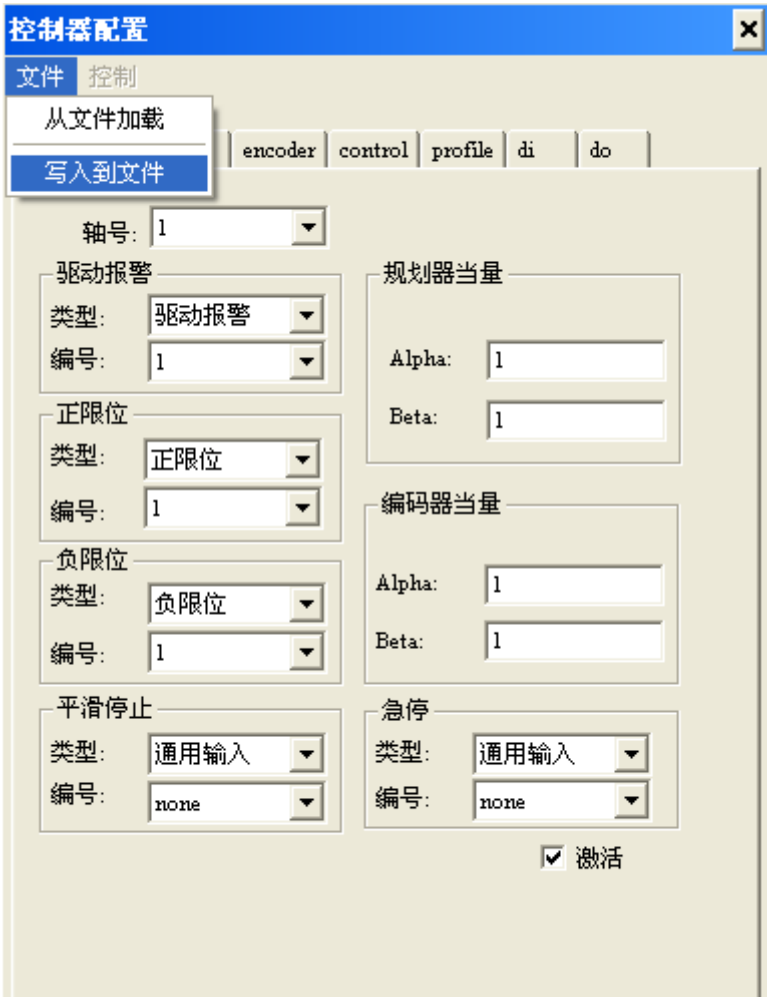 控制器配置
文件 控制
从文件加载
写入到文件
encoder control profile di do
轴号: 1
驱动报警
类型: 驱动报警
编号: 1
正限位
类型: 正限位
编号: 1
负限位
类型: 负限位
编号: 1
平滑停止
类型: 通用输入
编号: none
规划器当量
Alpha: 1
Beta: 1
编码器当量
Alpha: 1
Beta: 1
急停
类型: 通用输入
编号: none
激活